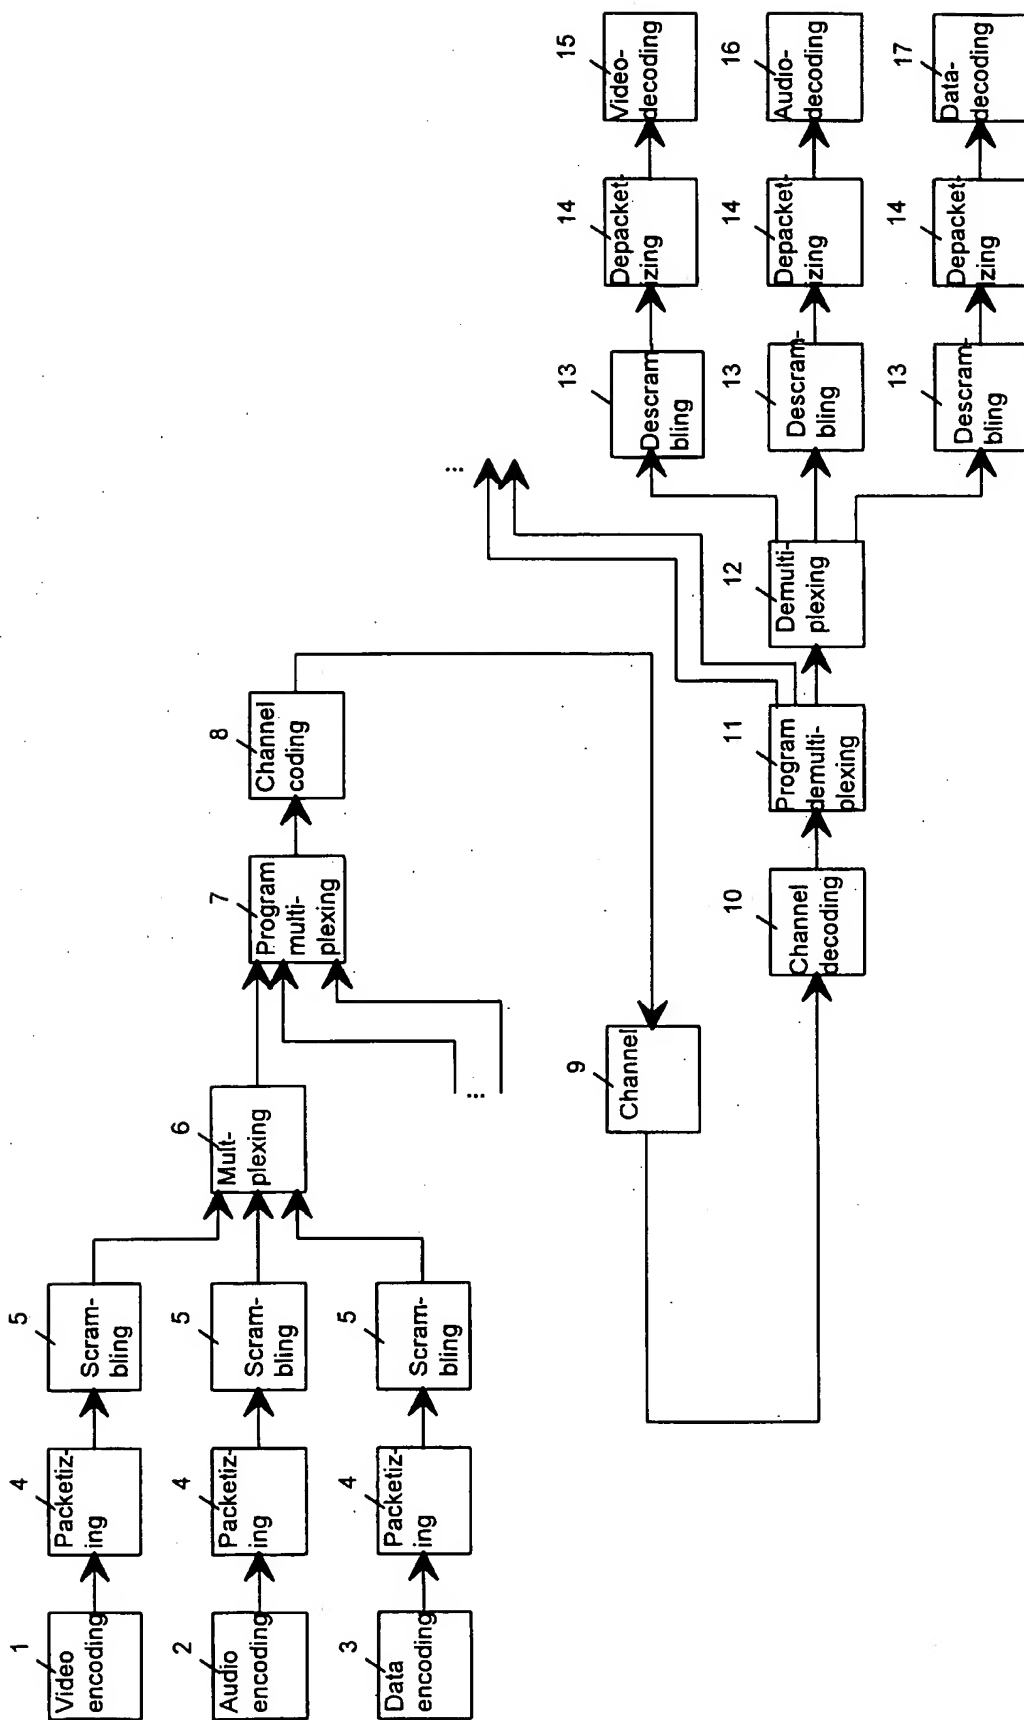 1
Video
encoding
4
Packetiz-
ing
5
Scram-
bling
2
Audio
encoding
4
Packetiz-
ing
5
Scram-
bling
3
Data
encoding
4
Packetiz-
ing
5
Scram-
bling
6
Mult-
plexing
...
7
Program
multi-
plexing
8
Channel
coding
9
Channel
10
Channel
decoding
11
Program
demulti-
plexing
...
12
Demulti-
plexing
13
Descram
bling
14
Depacket-
izing
15
Video-
decoding
13
Descram-
bling
14
Depacket-
izing
16
Audio-
decoding
13
Descram-
bling
14
Depacket-
izing
17
Data-
decoding